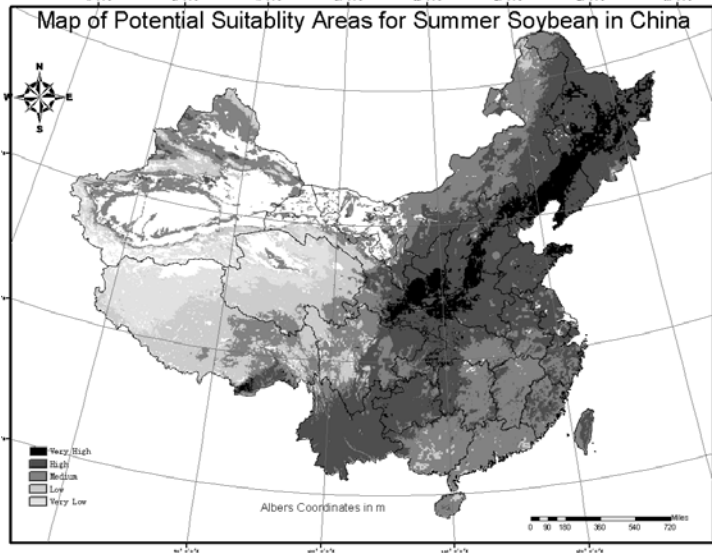 Map of Potential Suitablity Areas for Summer Soybean in China
N
W
E
S
Very High
High
Medium
Low
Very Low
Albers Coordinates in m
Miles
0 90 180 360 540 720